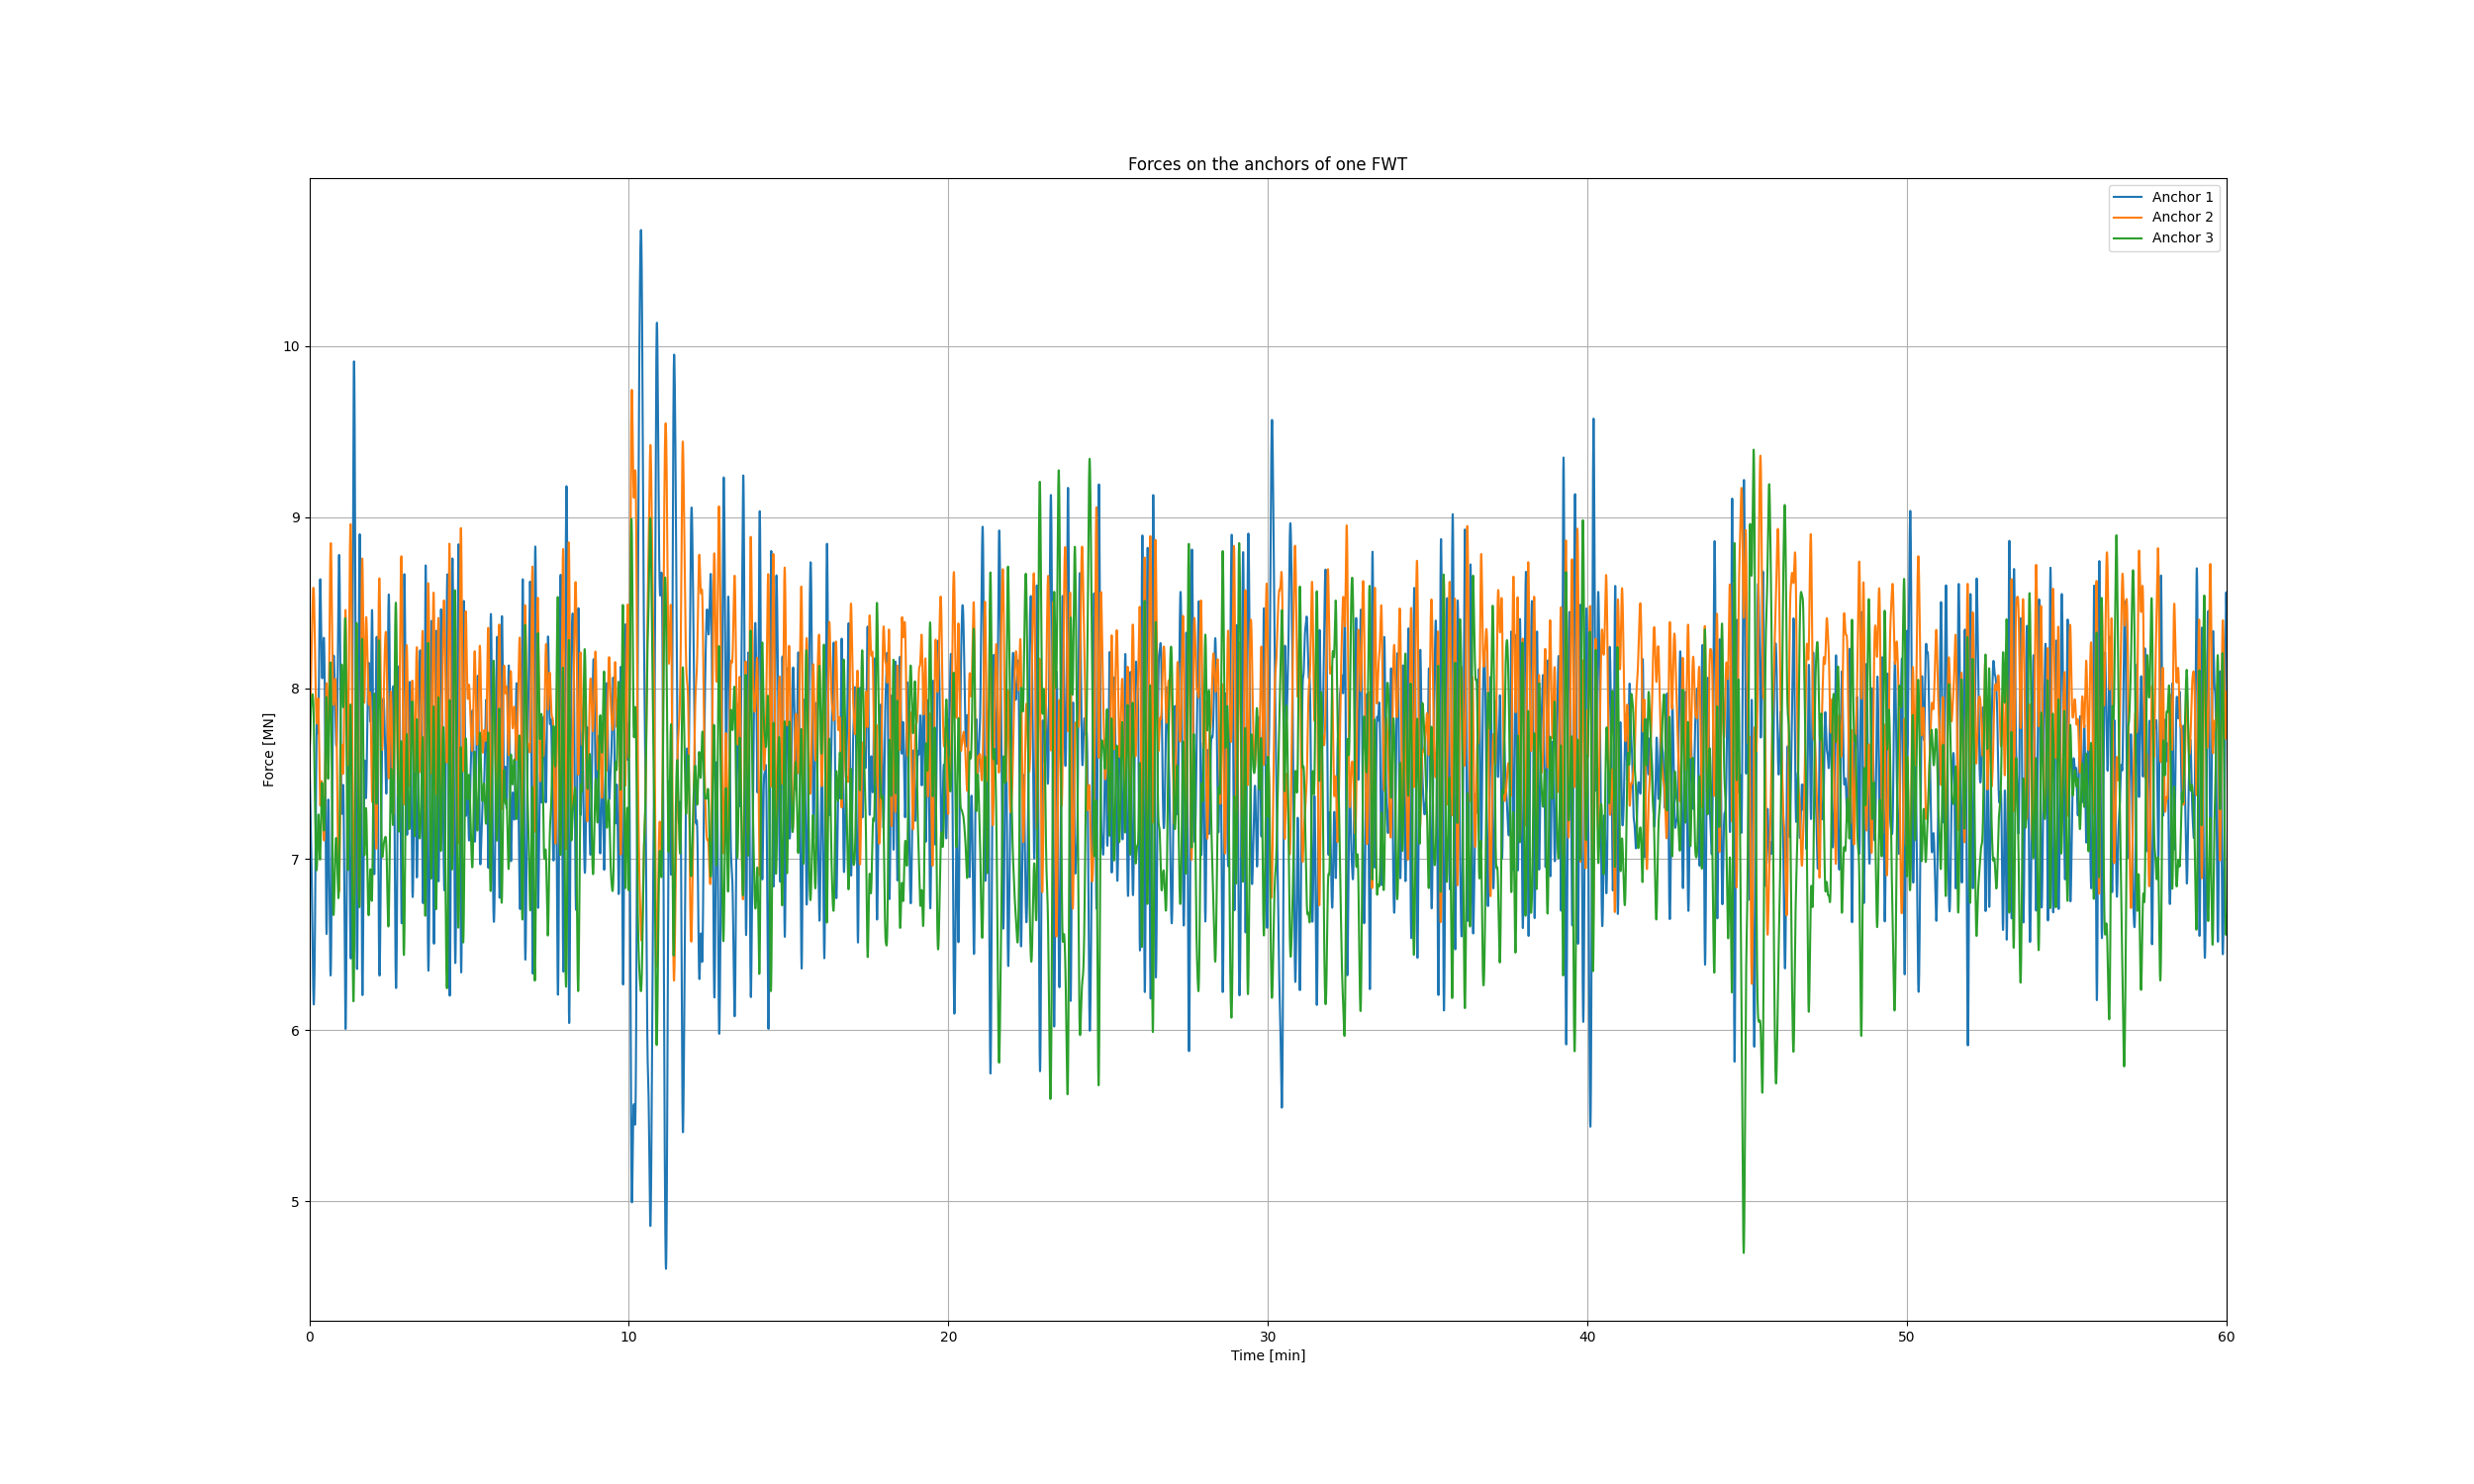 Forces on the anchors of one FWT
Anchor 1
Anchor 2
Anchor 3
10
9
8
7
6
5
Force [MN]
0 10 20 30 40 50 60
Time [min]